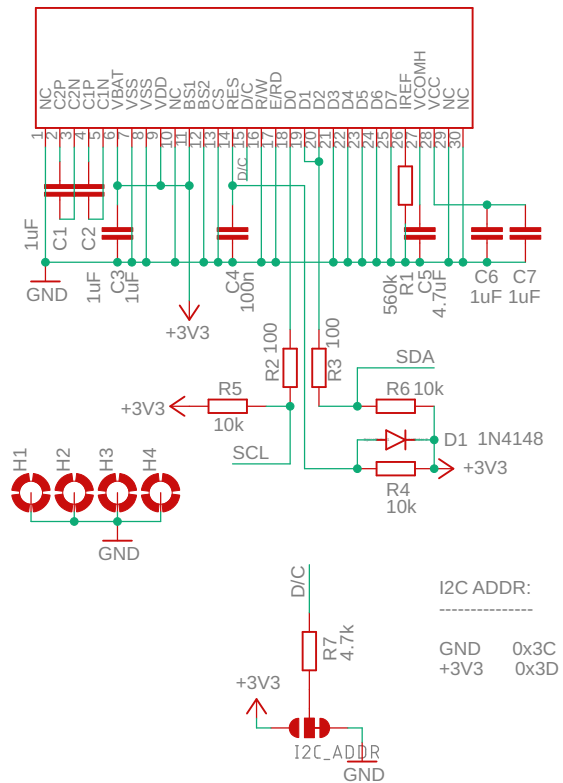 NC
C2P
C2N
C1P
C1N
VBAT
VSS
VSS
VDD
NC
BS1
BS2
CS
RES
D/C
R/W
E/RD
D0
D1
D2
D3
D4
D5
D6
D7
IREF
VCOMH
VCC
NC
NC
1
2
3
4
5
6
7
8
9
10
11
12
13
14
15
16
17
18
19
20
21
22
23
24
25
26
27
28
29
30
D/C
1uF
C1
C2
1uF
C3
1uF
C4
100n
560k
R1
C5
4.7uF
C6
1uF
C7
1uF
GND
+3V3
R2
100
R3
100
SDA
R5
10k
+3V3
SCL
R6
10k
D1
1N4148
+3V3
R4
10k
H1
H2
H3
H4
GND
D/C
R7
4.7k
+3V3
I2C_ADDR
GND
I2C ADDR:
---------------
GND 0x3C
+3V3 0x3D